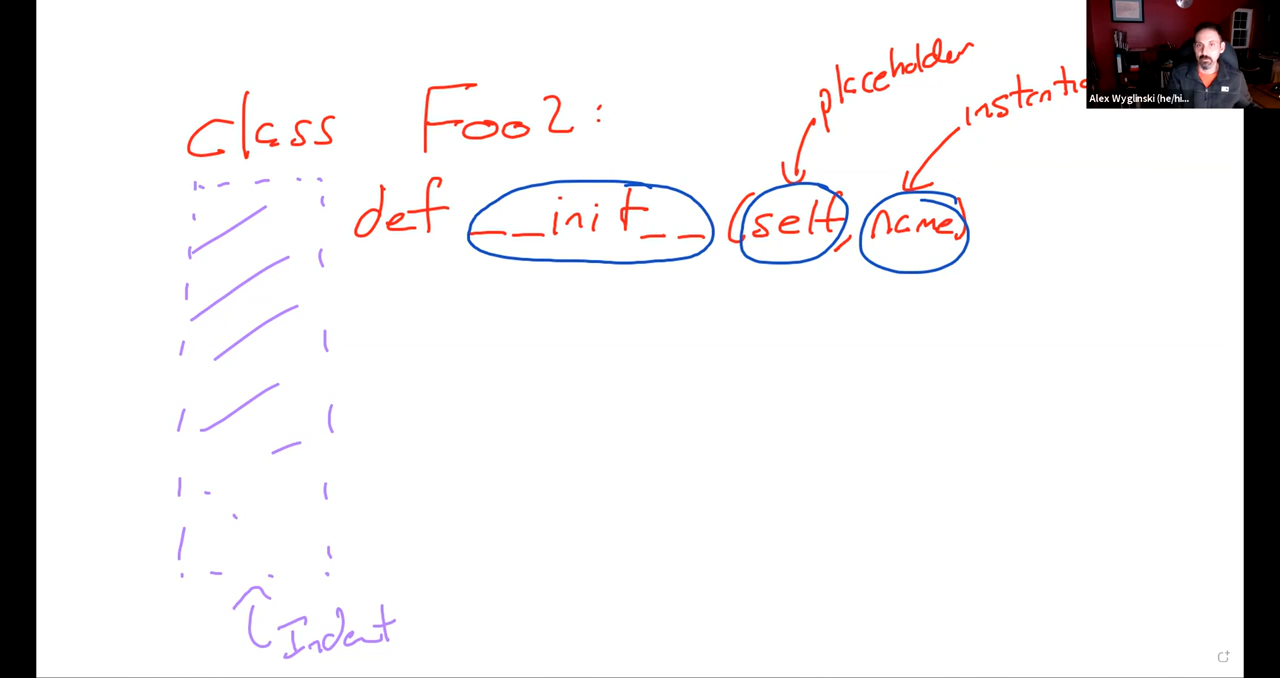 class Foo2:
placeholder
instantia
def __init__ (self, name)
Indent
Alex Wyglinski (he/hi...